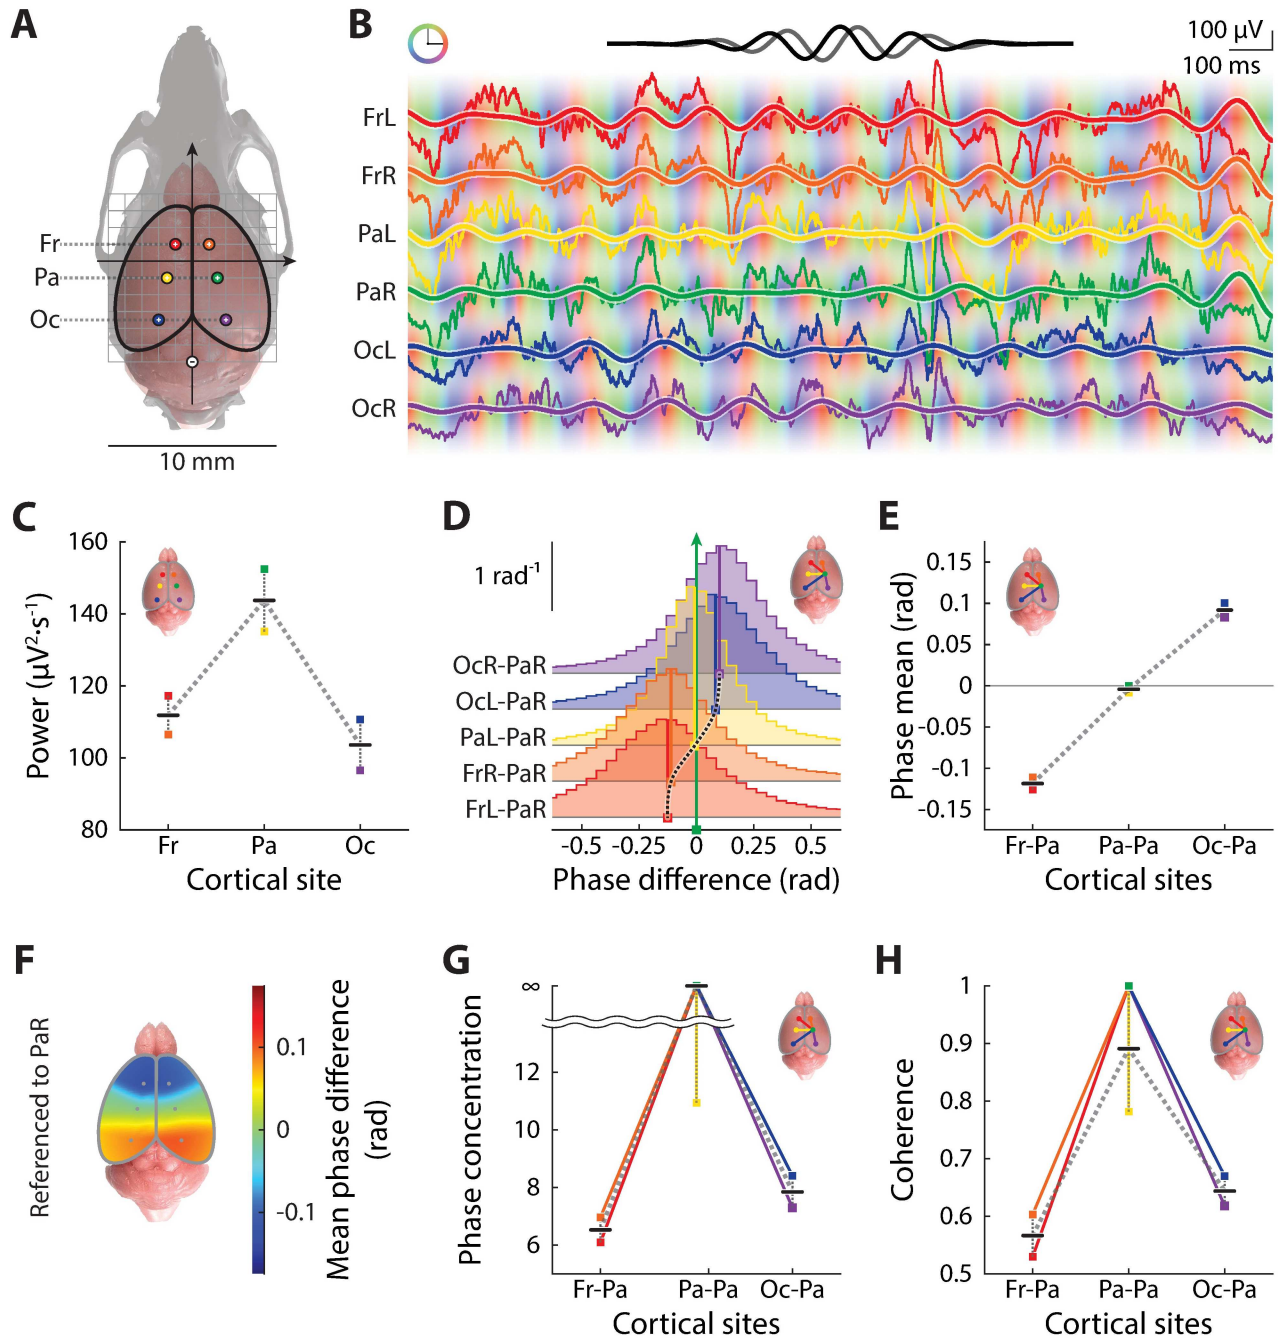 A
Fr
Pa
Oc
10 mm
B
100 µV
100 ms
FrL
FrR
PaL
PaR
OcL
OcR
C
160
140
120
100
80
Power (µV²·s⁻¹)
Fr Pa Oc
Cortical site
D
1 rad⁻¹
OcR-PaR
OcL-PaR
PaL-PaR
FrR-PaR
FrL-PaR
-0.5 -0.25 0 0.25 0.5
Phase difference (rad)
E
0.15
0.1
0.05
0
-0.05
-0.1
-0.15
Phase mean (rad)
Fr-Pa Pa-Pa Oc-Pa
Cortical sites
F
Referenced to PaR
0.1
0
-0.1
Mean phase difference
(rad)
G
∞
12
10
8
6
Phase concentration
Fr-Pa Pa-Pa Oc-Pa
Cortical sites
H
1
0.9
0.8
0.7
0.6
0.5
Coherence
Fr-Pa Pa-Pa Oc-Pa
Cortical sites